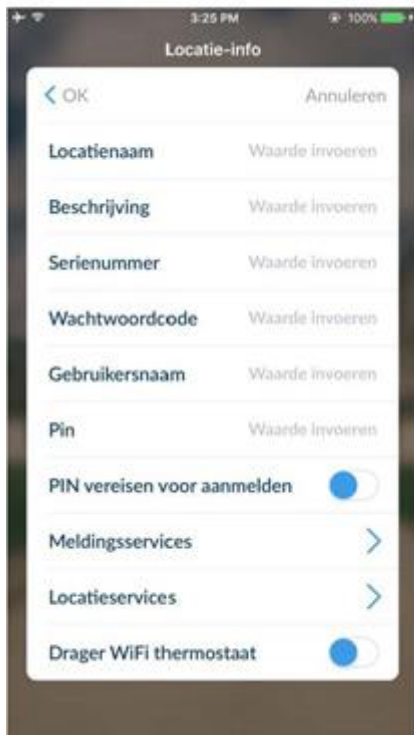 3:25 PM 100%
Locatie-info
OK Annuleren
Locatienaam Waarde invoeren
Beschrijving Waarde invoeren
Serienummer Waarde invoeren
Wachtwoordcode Waarde invoeren
Gebruikersnaam Waarde invoeren
Pin Waarde invoeren
PIN vereisen voor aanmelden
Meldingsservices
Locatieservices
Drager WiFi thermostaat